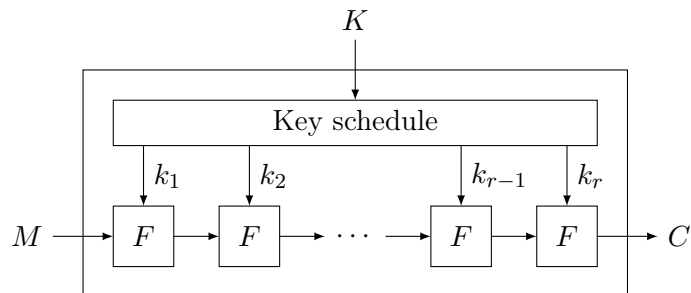 K
Key schedule
k₁ k₂ kᵣ₋₁ kᵣ
M F F ··· F F C